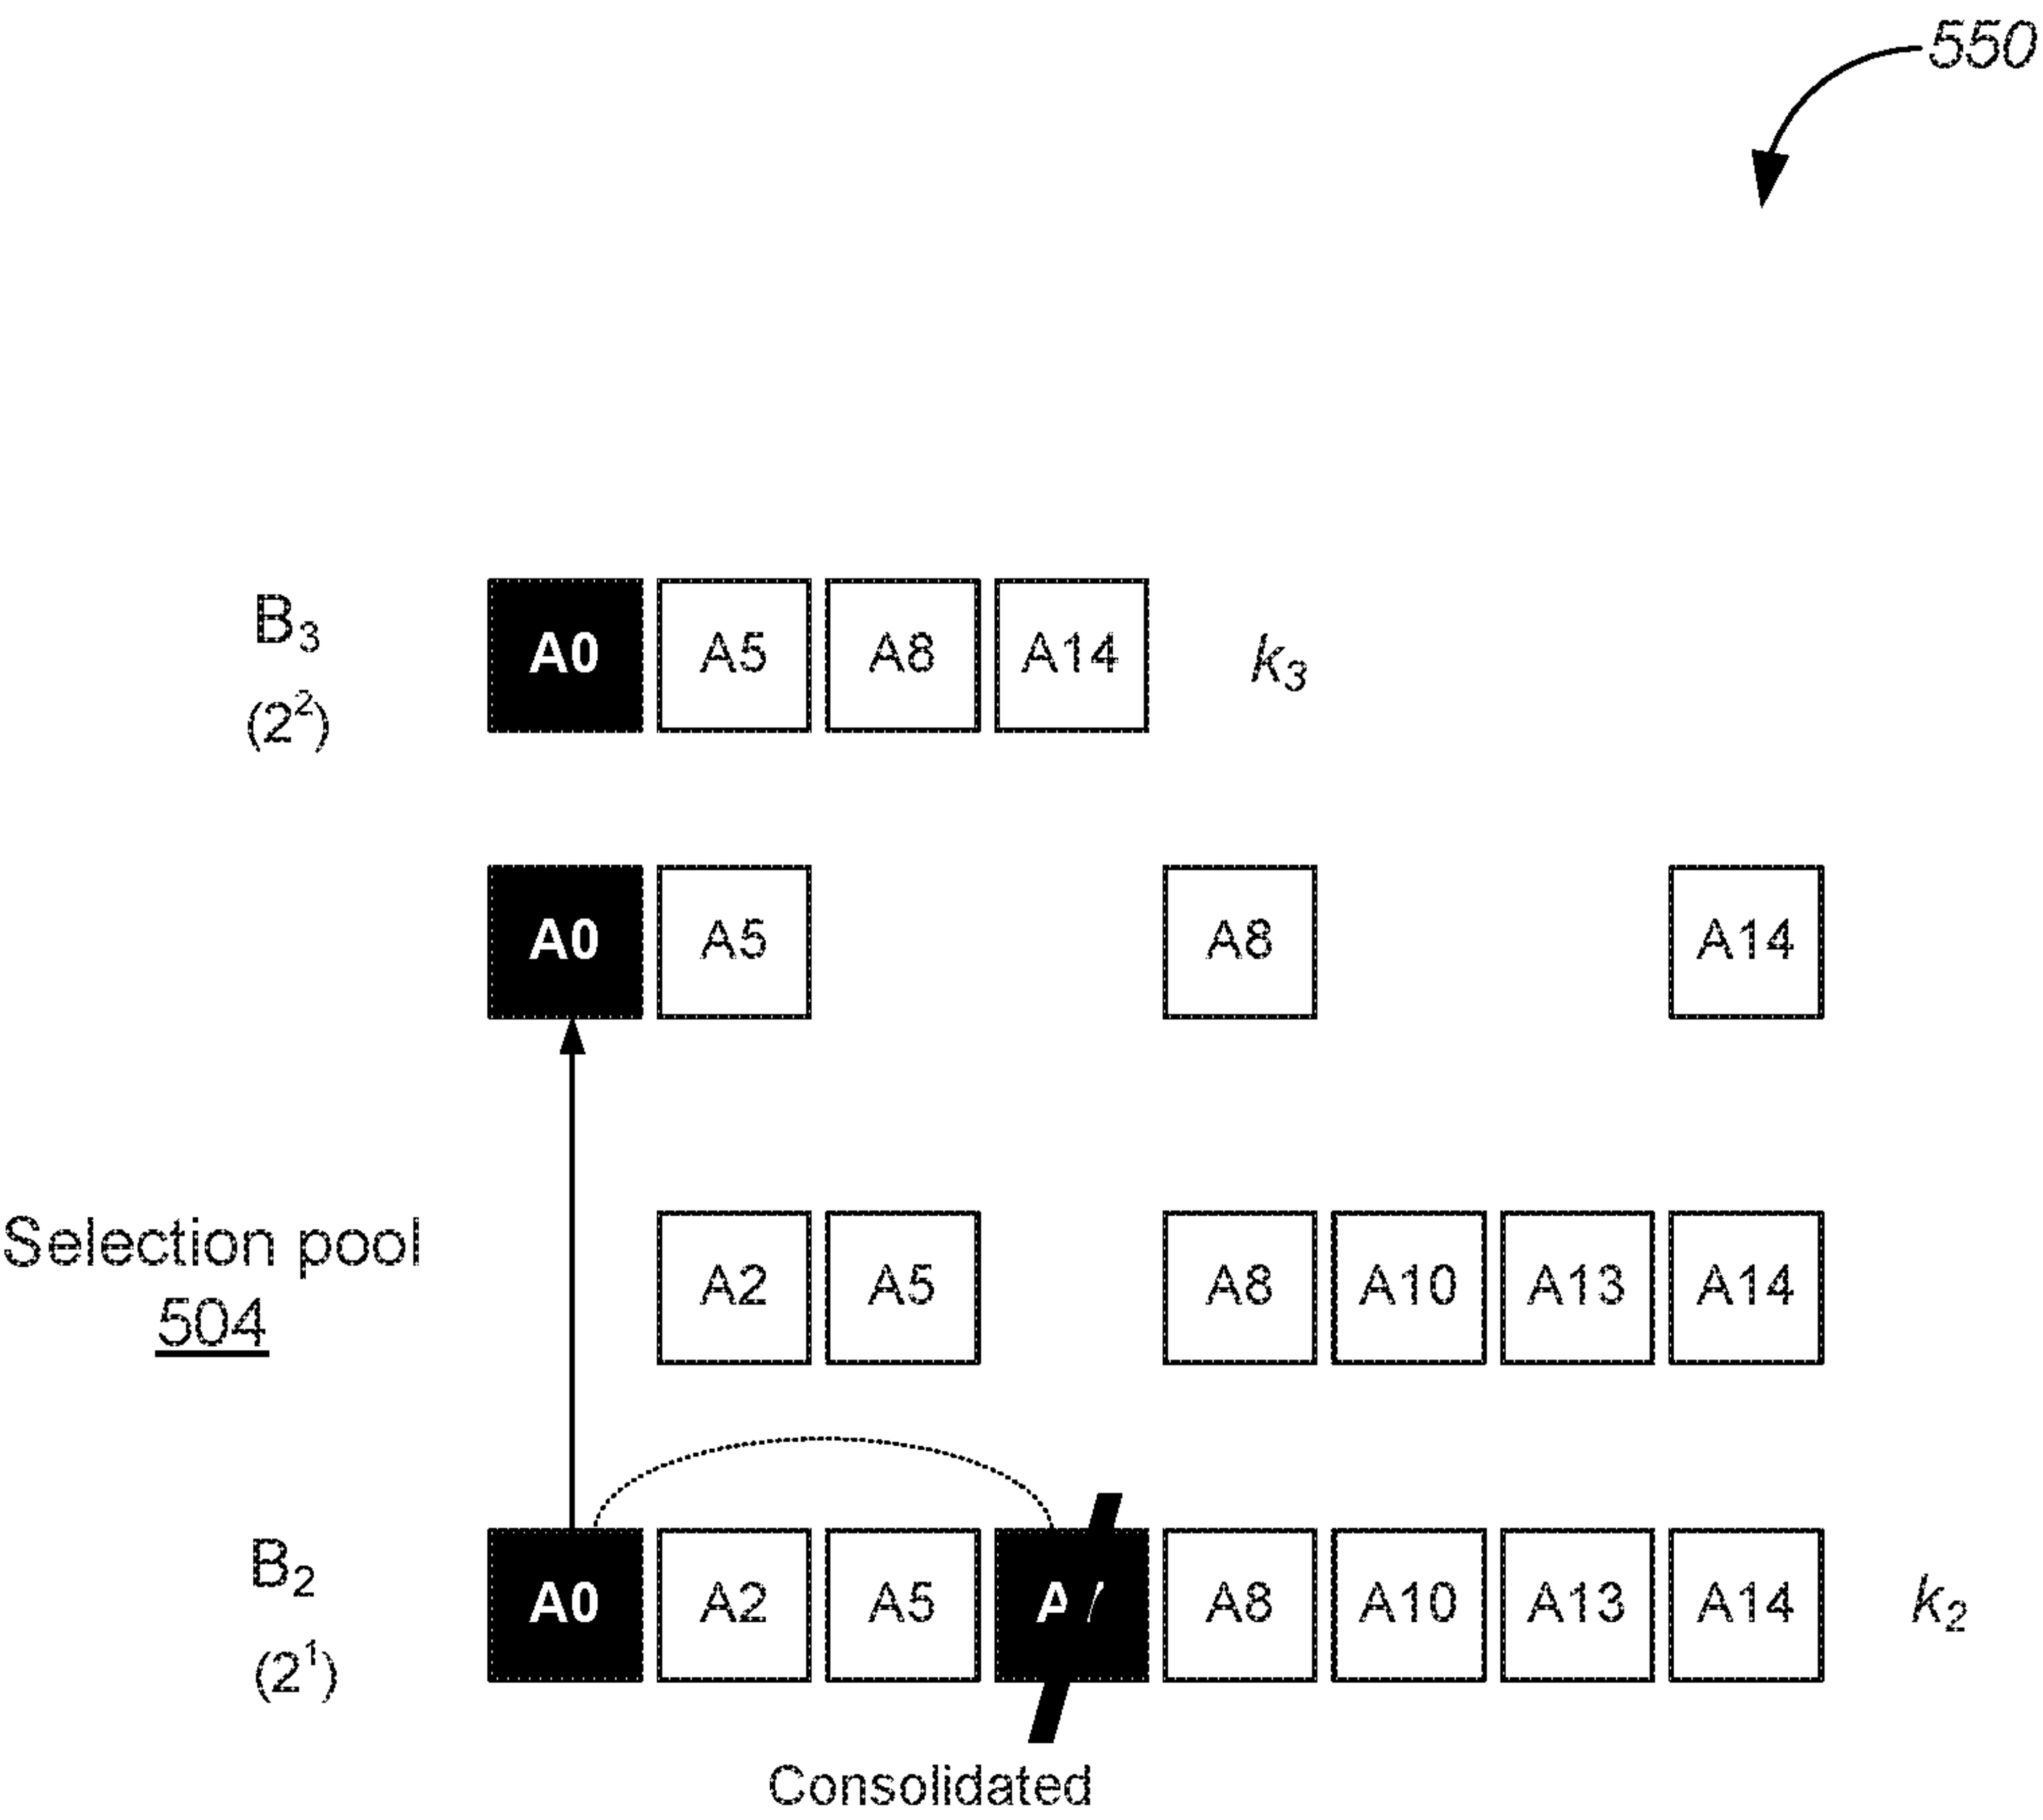 550
B₃
(2²)
A0 A5 A8 A14 k₃
A0 A5 A8 A14
Selection pool
504
A2 A5 A8 A10 A13 A14
B₂
(2¹)
A0 A2 A5 A7 A8 A10 A13 A14 k₂
Consolidated